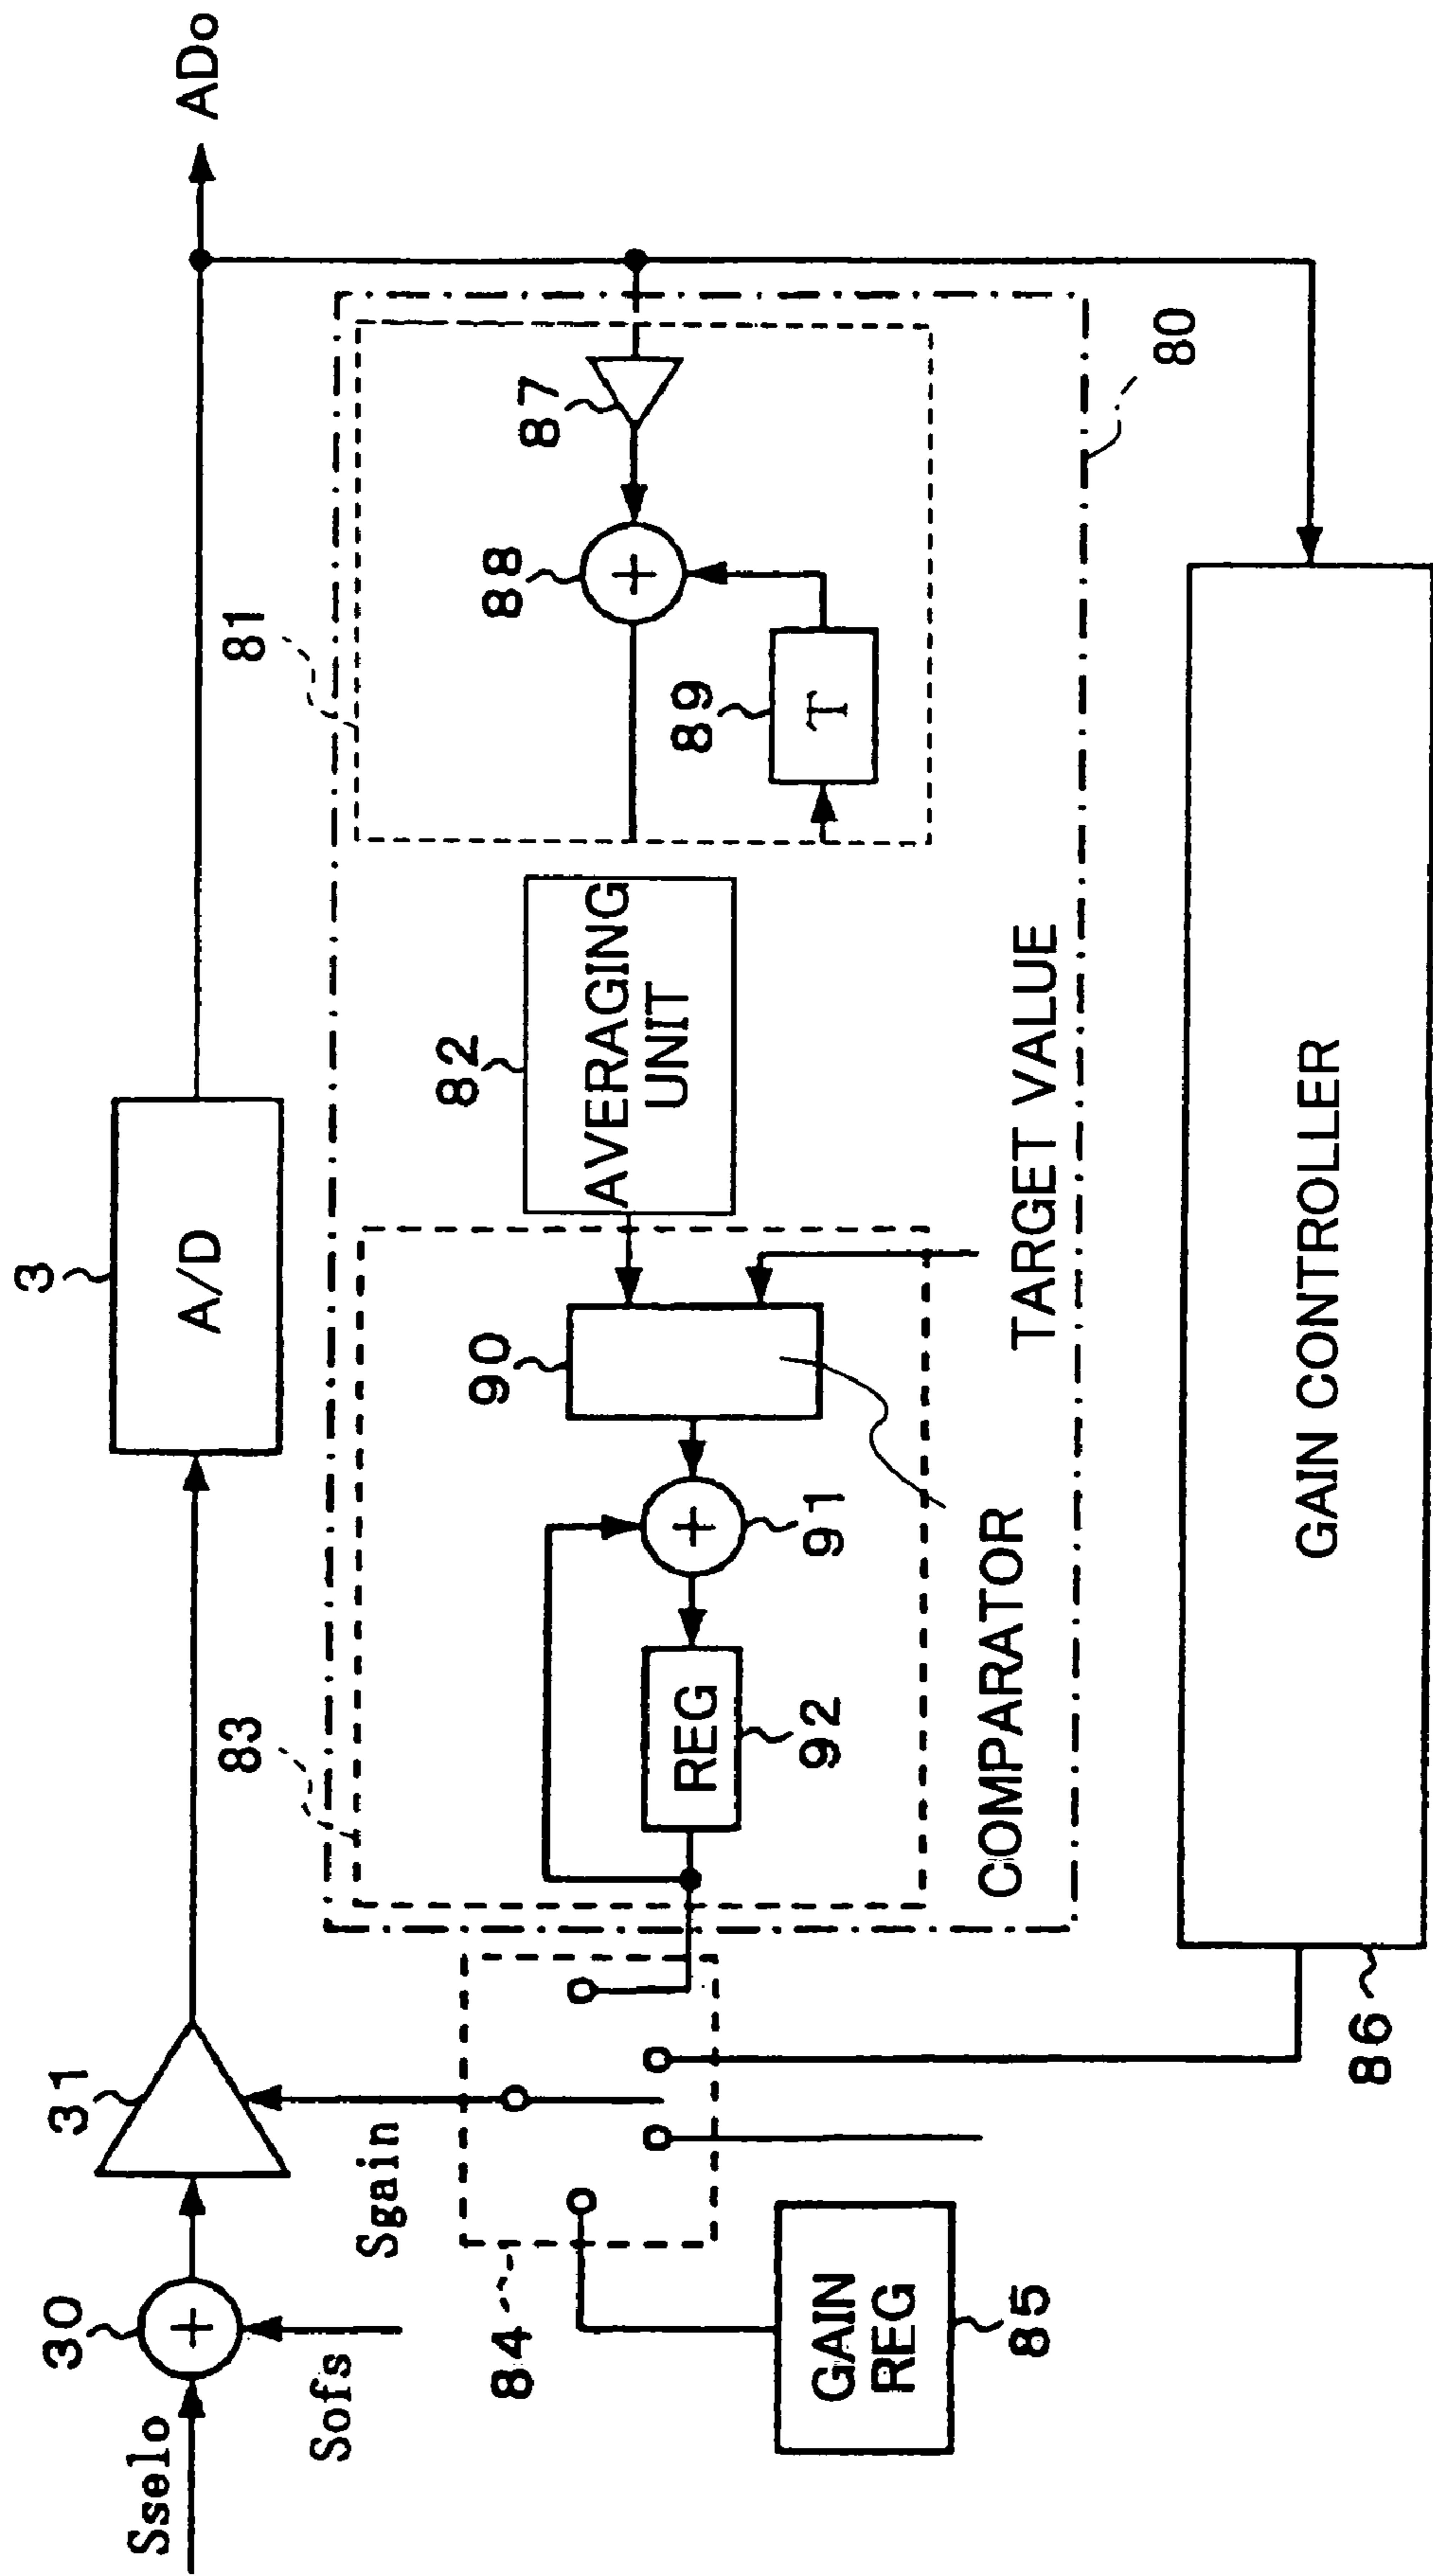 Sselo
30
+
Sofs
31
Sgain
3
A/D
ADo
81
83
84
GAIN
REG
85
REG
92
+
91
90
COMPARATOR
82
AVERAGING
UNIT
TARGET VALUE
88
+
87
89
T
80
GAIN CONTROLLER
86